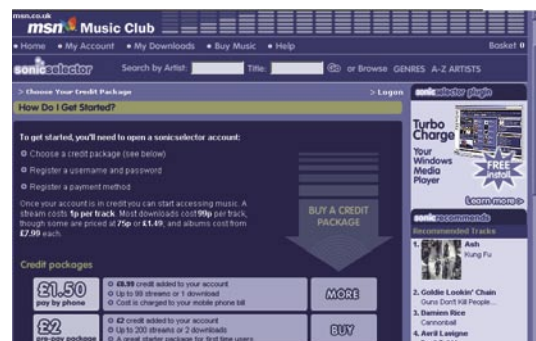 msn.co.uk
msn Music Club
Home My Account My Downloads Buy Music Help Basket 0
sonicselector Search by Artist: Title: Go or Browse GENRES A-Z ARTISTS
> Choose Your Credit Package > Logon
How Do I Get Started?
To get started, you'll need to open a sonicselector account:
Choose a credit package (see below)
Register a username and password
Register a payment method
Once your account is in credit you can start accessing music. A
stream costs 1p per track. Most downloads cost 99p per track,
though some are priced at 75p or £1.49, and albums cost from
£7.99 each.
BUY A CREDIT
PACKAGE
Credit packages
£1.50
pay by phone
credit added to your account
Up to 99 streams or 1 download
Cost is charged to your mobile phone bill
MORE
£2
pre-pay package
£2 credit added to your account
Up to 200 streams or 2 downloads
A great starter package for first time users
BUY
sonicselector plugin
Turbo
Charge
Your
Windows
Media
Player
FREE
install
Learn more
sonicrecommends
Recommended Tracks
1. Ash
Kung Fu
2. Goldie Lookin' Chain
Guns Don't Kill People...
3. Damien Rice
Cannonball
4. Avril Lavigne